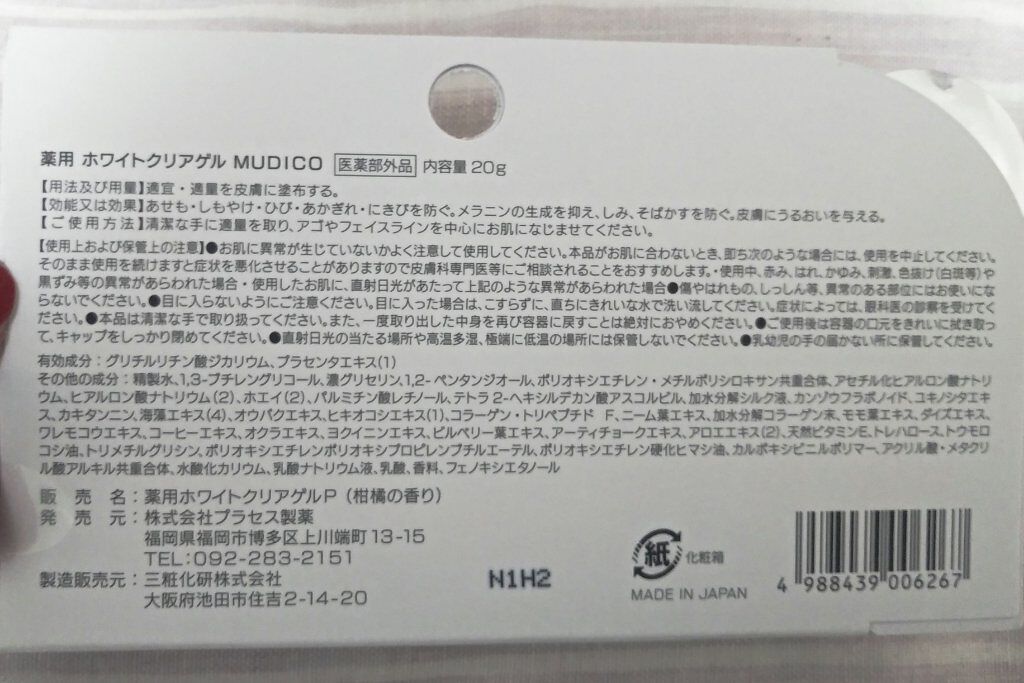 薬用 ホワイトクリアゲル MUDICO 医薬部外品 内容量20g
【用法及び用量】適宜・適量を皮膚に塗布する。
【効能又は効果】あせも・しもやけ・ひび・あかぎれ・にきびを防ぐ。メラニンの生成を抑え、しみ、そばかすを防ぐ。皮膚にうるおいを与える。
【ご使用方法】清潔な手に適量を取り、アゴやフェイスラインを中心にお肌になじませてください。
【使用上および保管上の注意】●お肌に異常が生じていないかよく注意して使用してください。本品がお肌に合わないとき、即ち次のような場合には、使用を中止してください。
そのまま使用を続けますと症状を悪化させることがありますので皮膚科専門医等にご相談されることをおすすめします。・使用中、赤み、はれ、かゆみ、刺激、色抜け(白斑等)や
黒ずみ等の異常があらわれた場合・使用したお肌に、直射日光があたって上記のような異常があらわれた場合●傷やはれもの、しっしん等、異常のある部位にはお使いにな
らないでください。●目に入らないようにご注意ください。目に入った場合は、こすらずに、直ちにきれいな水で洗い流してください。症状によっては、眼科医の診察を受けてく
ださい。●本品は清潔な手で取り扱ってください。また、一度取り出した中身を再び容器に戻すことは絶対におやめください。●ご使用後は容器の口元をきれいに拭き取っ
て、キャップをしっかり閉めてください。●直射日光の当たる場所や高温多湿、極端に低温の場所には保管しないでください。●乳幼児の手の届かない所に保管してください。
有効成分：グリチルリチン酸ジカリウム、プラセンタエキス(1)
その他の成分：精製水、1,3-ブチレングリコール、濃グリセリン、1,2-ペンタンジオール、ポリオキシエチレン・メチルポリシロキサン共重合体、アセチル化ヒアルロン酸ナトリ
ウム、ヒアルロン酸ナトリウム(2)、ホエイ(2)、パルミチン酸レチノール、テトラ2-ヘキシルデカン酸アスコルビル、加水分解シルク液、カンゾウフラボノイド、ユキノシタエキ
ス、カキタンニン、海藻エキス(4)、オウバクエキス、ヒキオコシエキス(1)、コラーゲン・トリペプチド F、ニーム葉エキス、加水分解コラーゲン末、モモ葉エキス、ダイズエキス、
ワレモコウエキス、コーヒーエキス、オクラエキス、ヨクイニンエキス、ビルベリー葉エキス、アーティチョークエキス、アロエエキス(2)、天然ビタミンE、トレハロース、トウモロ
コシ油、トリメチルグリシン、ポリオキシエチレンポリオキシプロピレンブチルエーテル、ポリオキシエチレン硬化ヒマシ油、カルボキシビニルポリマー、アクリル酸・メタクリ
ル酸アルキル共重合体、水酸化カリウム、乳酸ナトリウム液、乳酸、香料、フェノキシエタノール
販売名：薬用ホワイトクリアゲルP(柑橘の香り)
発売元：株式会社プラセス製薬
福岡県福岡市博多区上川端町13-15
TEL:092-283-2151
製造販売元：三粧化研株式会社
大阪府池田市住吉2-14-20
N1H2
紙 化粧箱
MADE IN JAPAN
4 988439 006267